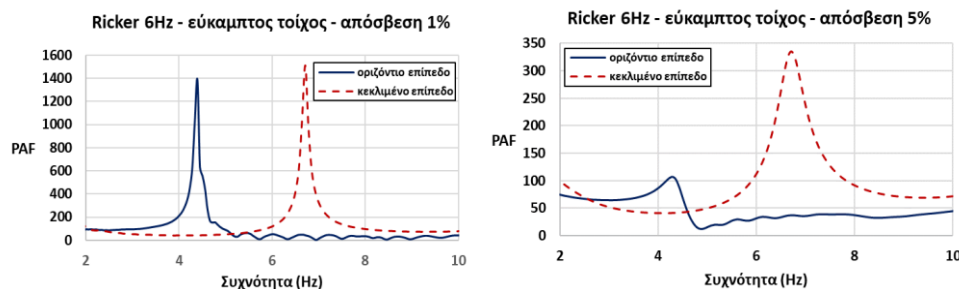 Ricker 6Hz - εύκαμπτος τοίχος - απόσβεση 1%
1600
1400
1200
1000
800
600
400
200
0
PAF
οριζόντιο επίπεδο
κεκλιμένο επίπεδο
2 4 6 8 10
Συχνότητα (Hz)
Ricker 6Hz - εύκαμπτος τοίχος - απόσβεση 5%
350
300
250
200
150
100
50
0
PAF
οριζόντιο επίπεδο
κεκλιμένο επίπεδο
2 4 6 8 10
Συχνότητα (Hz)